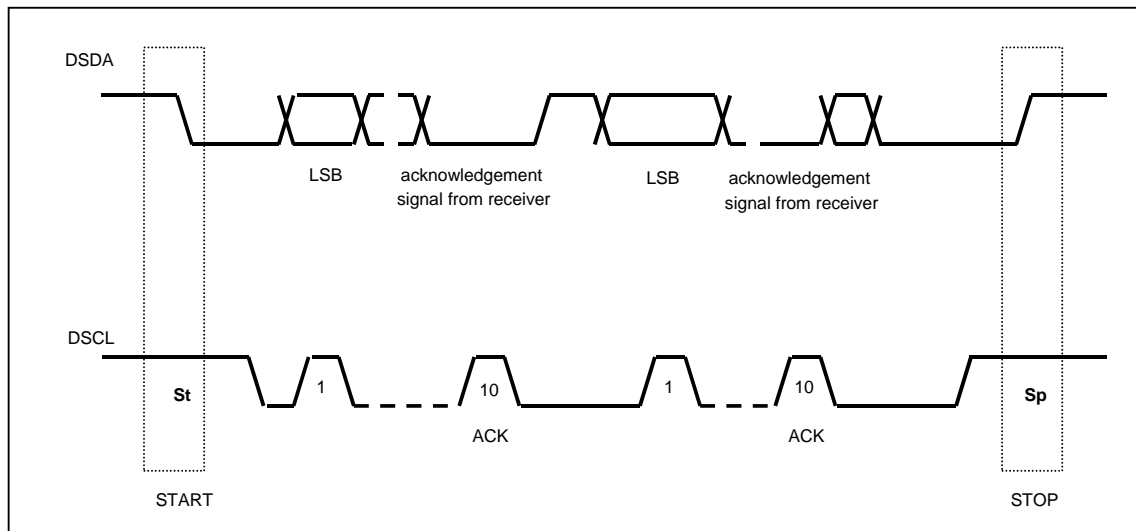 DSDA
LSB
acknowledgement
signal from receiver
LSB
acknowledgement
signal from receiver
DSCL
St
1
10
1
10
Sp
ACK
ACK
START
STOP